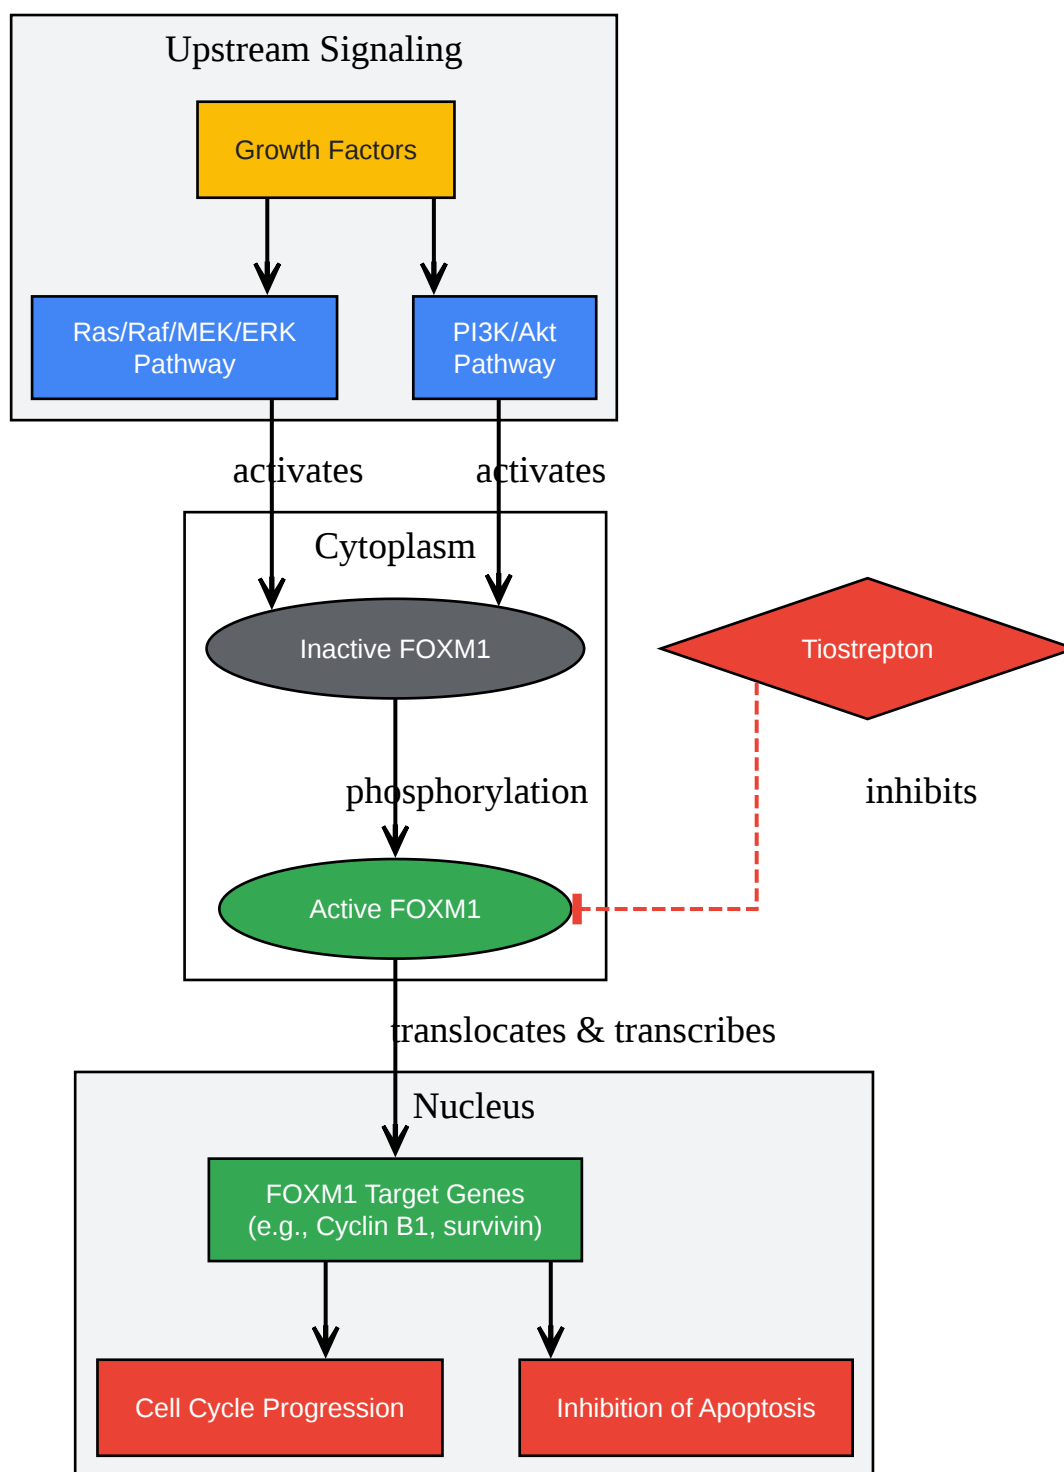 Upstream Signaling
Growth Factors
Ras/Raf/MEK/ERK
Pathway
PI3K/Akt
Pathway
activates
activates
Cytoplasm
Inactive FOXM1
Tiostrepton
phosphorylation
inhibits
Active FOXM1
translocates & transcribes
Nucleus
FOXM1 Target Genes
(e.g., Cyclin B1, survivin)
Cell Cycle Progression
Inhibition of Apoptosis